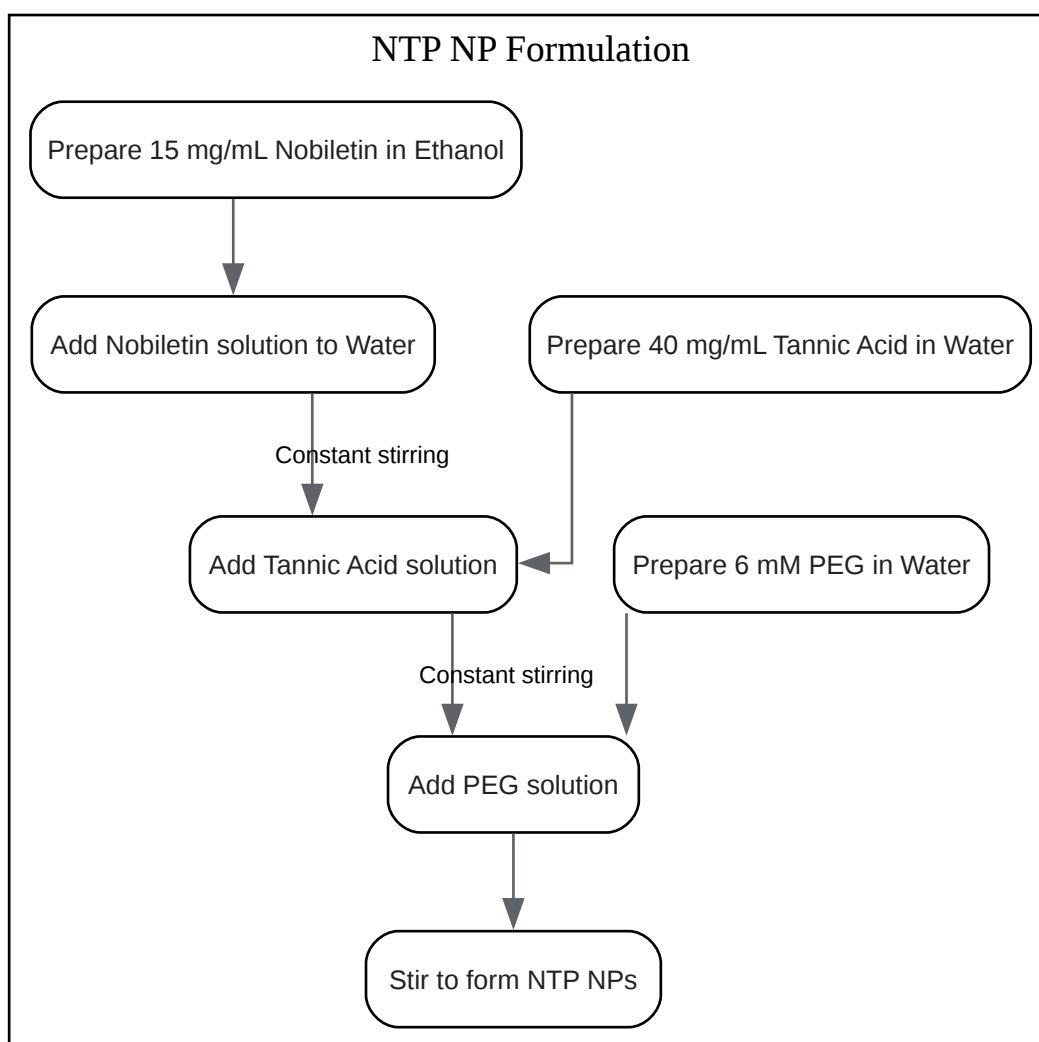 NTP NP Formulation
Prepare 15 mg/mL Nobiletin in Ethanol
Add Nobiletin solution to Water
Prepare 40 mg/mL Tannic Acid in Water
Constant stirring
Add Tannic Acid solution
Prepare 6 mM PEG in Water
Constant stirring
Add PEG solution
Stir to form NTP NPs